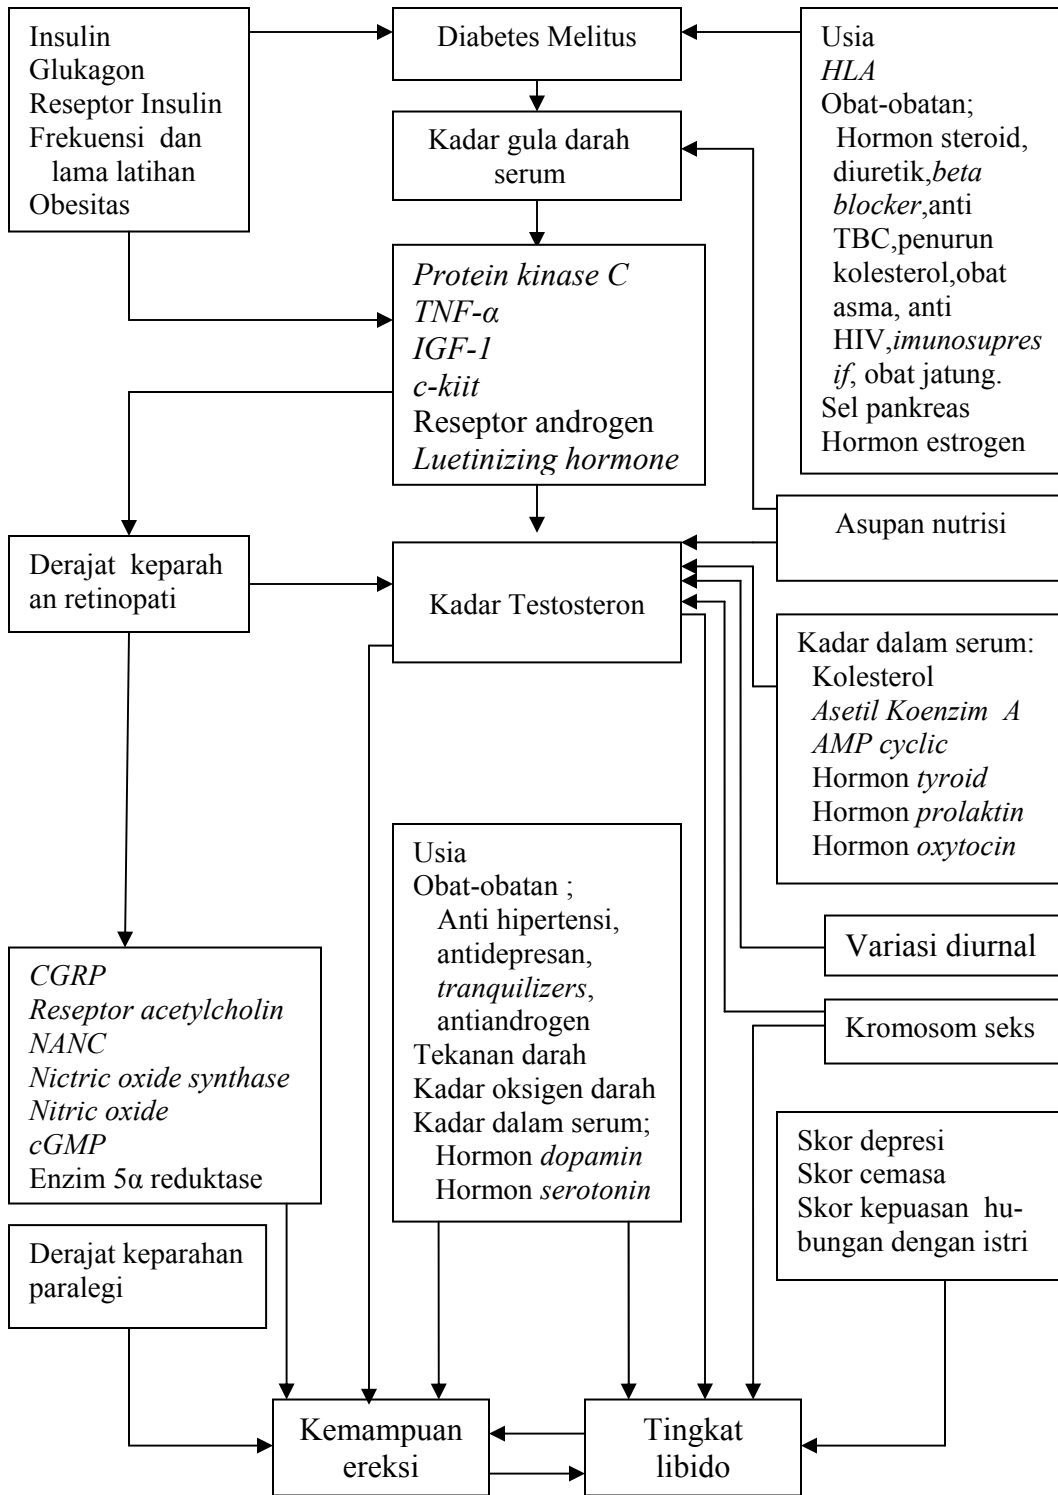 Insulin
Glukagon
Reseptor Insulin
Frekuensi dan
lama latihan
Obesitas
Diabetes Melitus
Usia
HLA
Obat-obatan;
Hormon steroid,
diuretik,beta
blocker,anti
TBC,penurun
kolesterol,obat
asma, anti
HIV,imunosupres
if, obat jatung.
Sel pankreas
Hormon estrogen
Kadar gula darah
serum
Protein kinase C
TNF-α
IGF-1
c-kiit
Reseptor androgen
Luetinizing hormone
Asupan nutrisi
Derajat keparah
an retinopati
Kadar Testosteron
Kadar dalam serum:
Kolesterol
Asetil Koenzim A
AMP cyclic
Hormon tyroid
Hormon prolaktin
Hormon oxytocin
Usia
Obat-obatan ;
Anti hipertensi,
antidepresan,
tranquilizers,
antiandrogen
Tekanan darah
Kadar oksigen darah
Kadar dalam serum;
Hormon dopamin
Hormon serotonin
Variasi diurnal
Kromosom seks
CGRP
Reseptor acetylcholin
NANC
Nictric oxide synthase
Nitric oxide
cGMP
Enzim 5α reduktase
Skor depresi
Skor cemasa
Skor kepuasan hu-
bungan dengan istri
Derajat keparahan
paralegi
Kemampuan
ereksi
Tingkat
libido